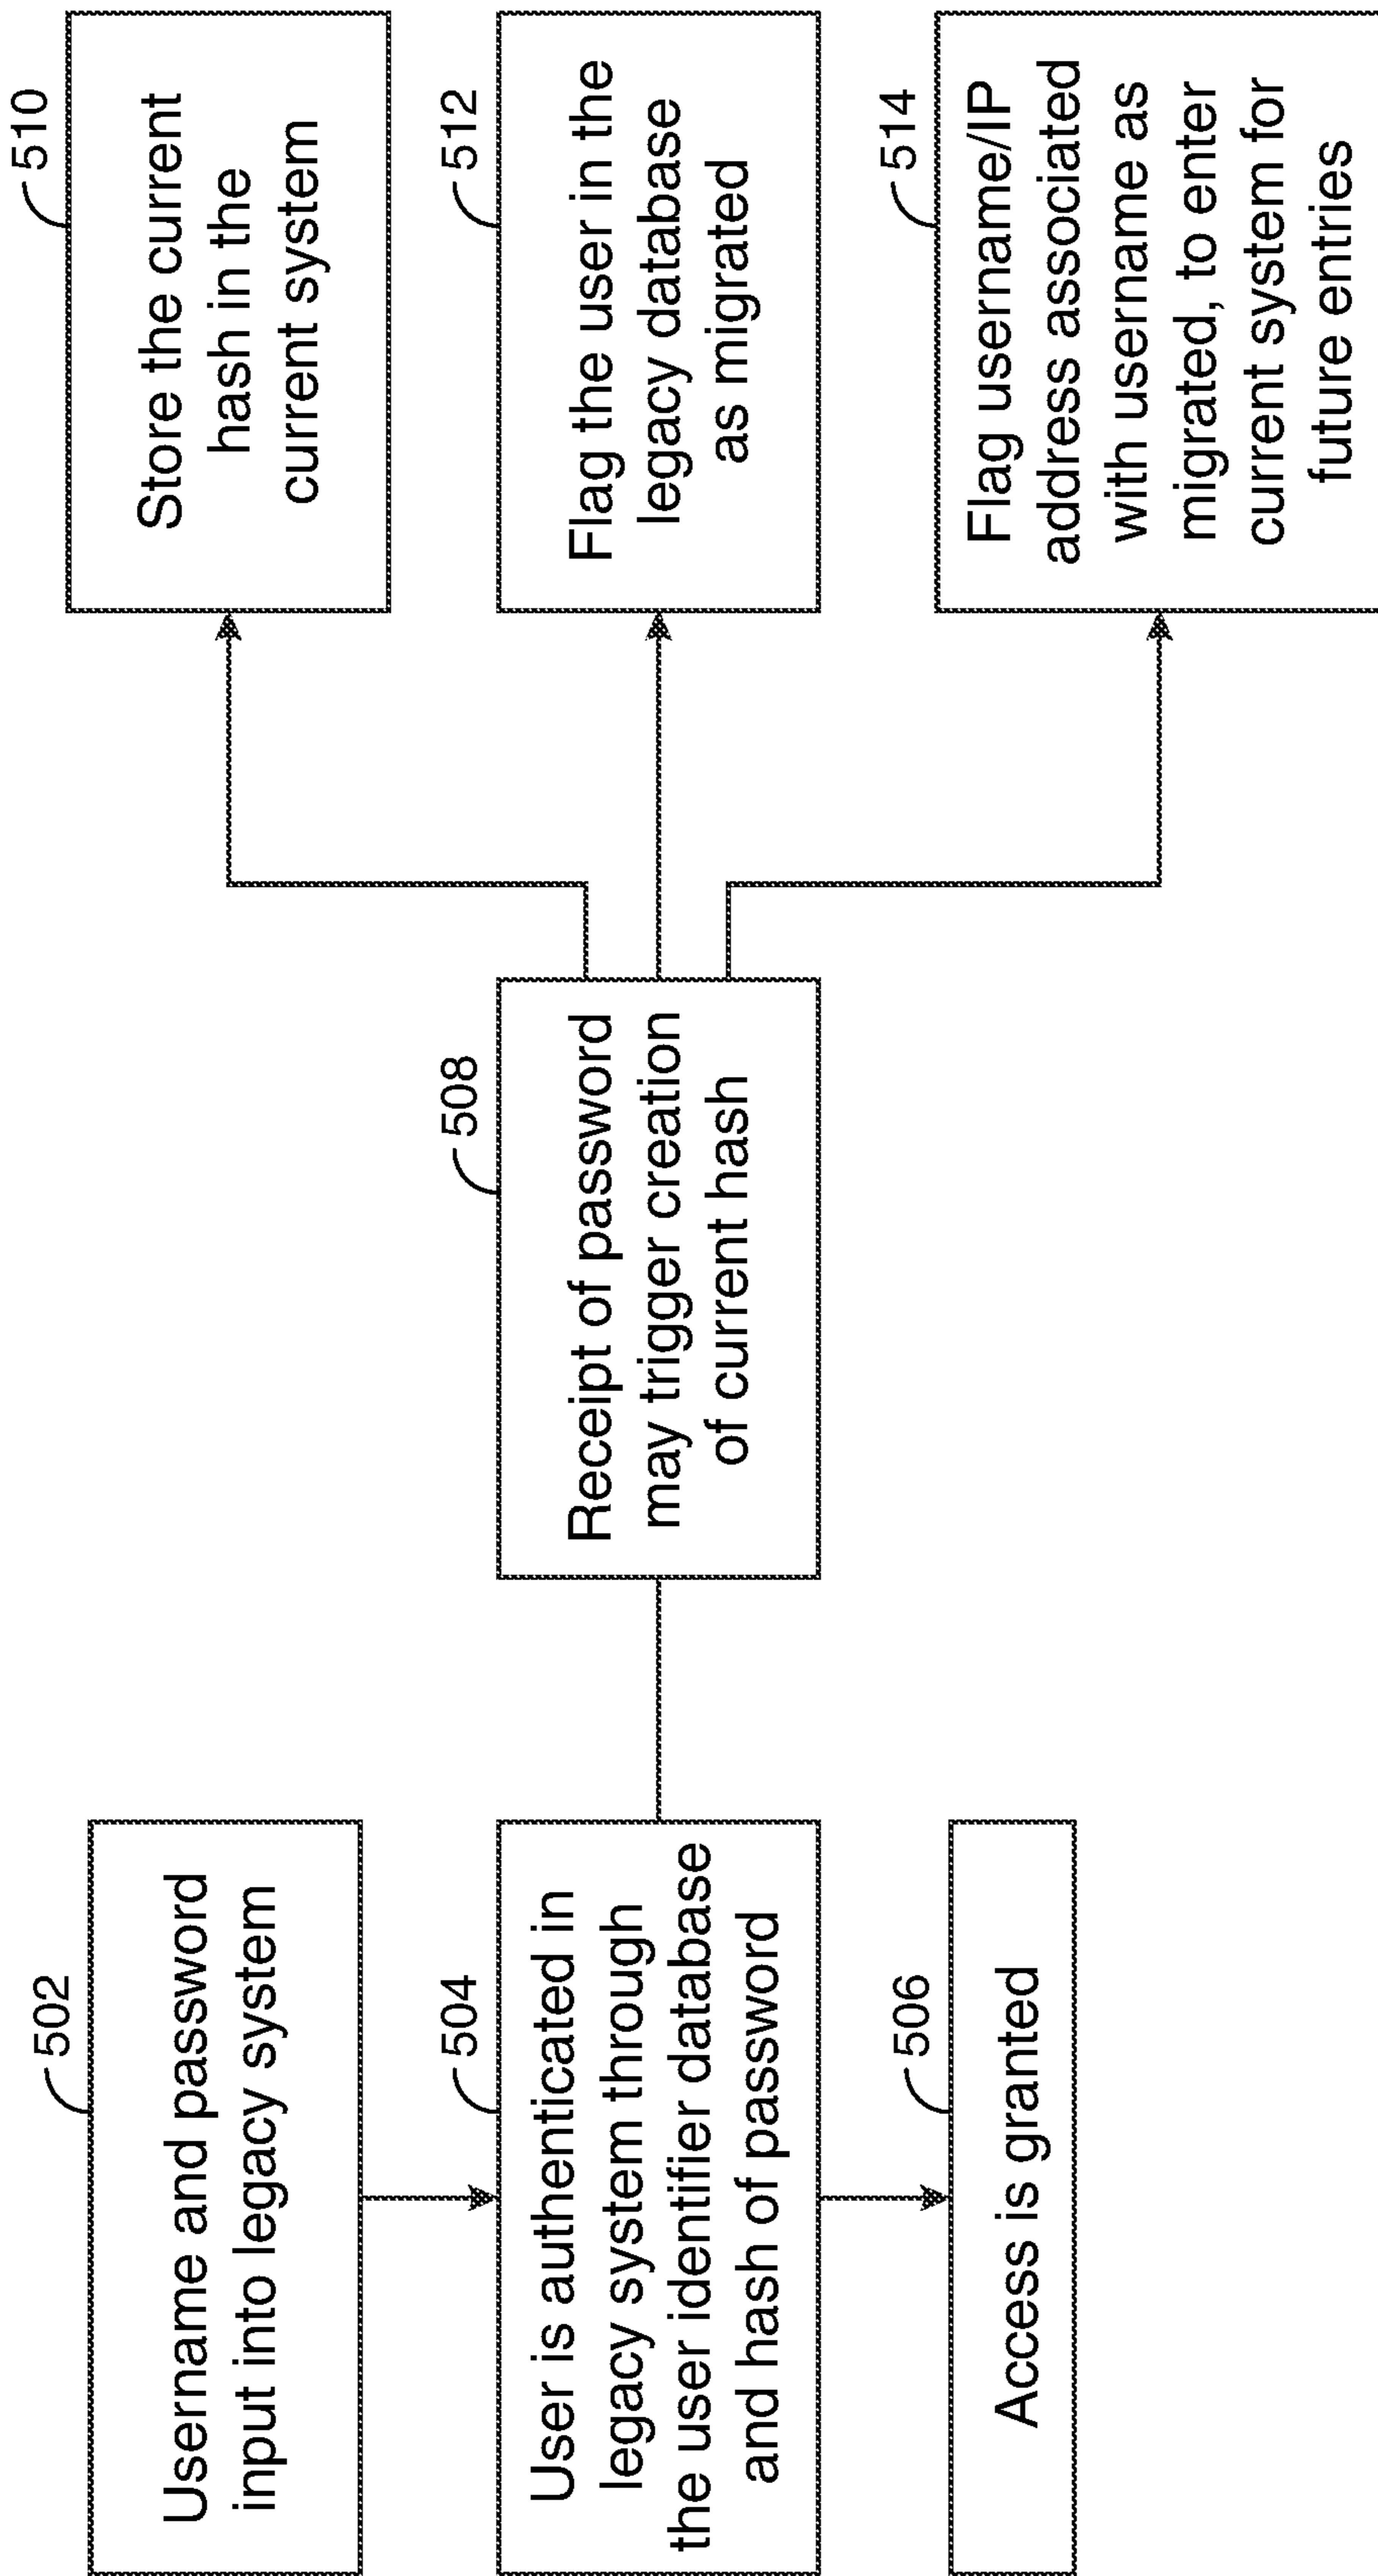 502
Username and password
input into legacy system
504
User is authenticated in
legacy system through
the user identifier database
and hash of password
506
Access is granted
508
Receipt of password
may trigger creation
of current hash
510
Store the current
hash in the
current system
512
Flag the user in the
legacy database
as migrated
514
Flag username/IP
address associated
with username as
migrated, to enter
current system for
future entries